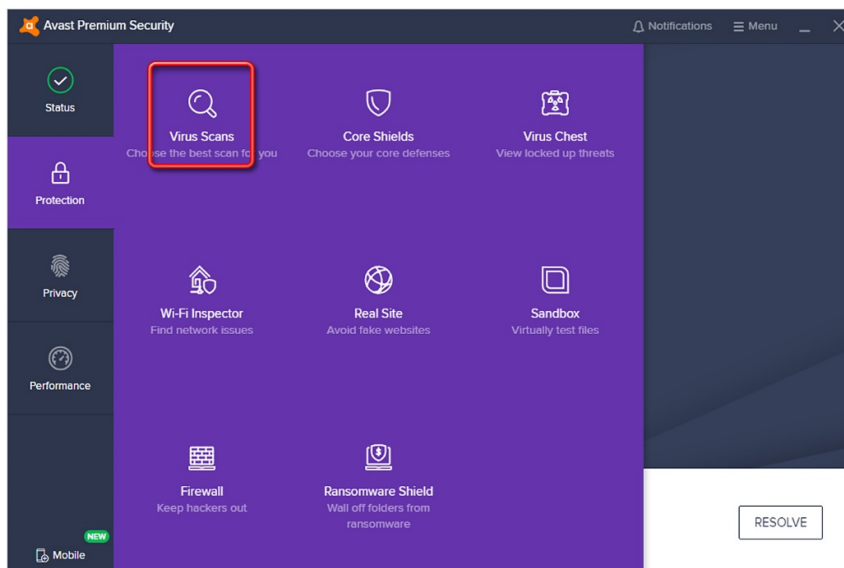 Avast Premium Security
Notifications
Menu
Status
Protection
Privacy
Performance
NEW
Mobile
Virus Scans
Choose the best scan for you
Core Shields
Choose your core defenses
Virus Chest
View locked up threats
Wi-Fi Inspector
Find network issues
Real Site
Avoid fake websites
Sandbox
Virtually test files
Firewall
Keep hackers out
Ransomware Shield
Wall off folders from
ransomware
RESOLVE